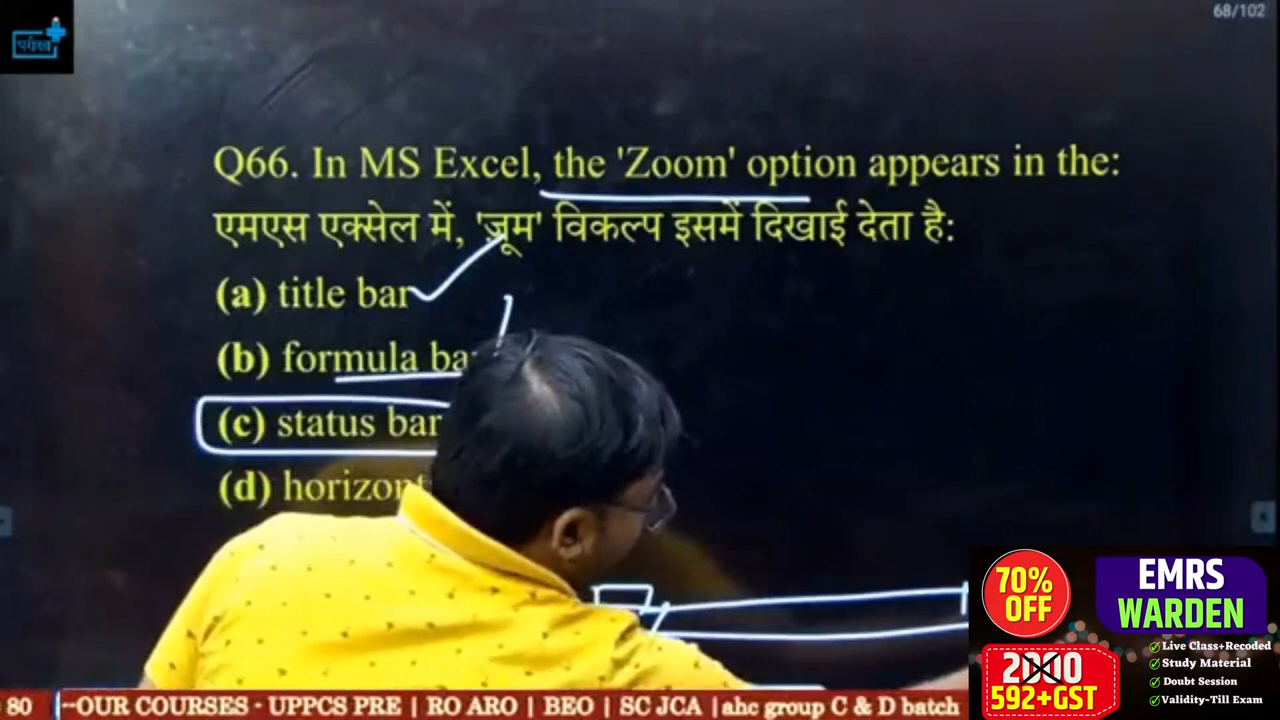 परीक्षा
68/102
Q66. In MS Excel, the 'Zoom' option appears in the:
एमएस एक्सेल में, 'ज़ूम' विकल्प इसमें दिखाई देता है:
(a) title bar
(b) formula ba
(c) status bar
(d) horizont
70% OFF
EMRS
WARDEN
2000
592+GST
Live Class+Recoded
Study Material
Doubt Session
Validity-Till Exam
80 --OUR COURSES - UPPCS PRE | RO ARO | BEO | SC JCA |ahc group C & D batch